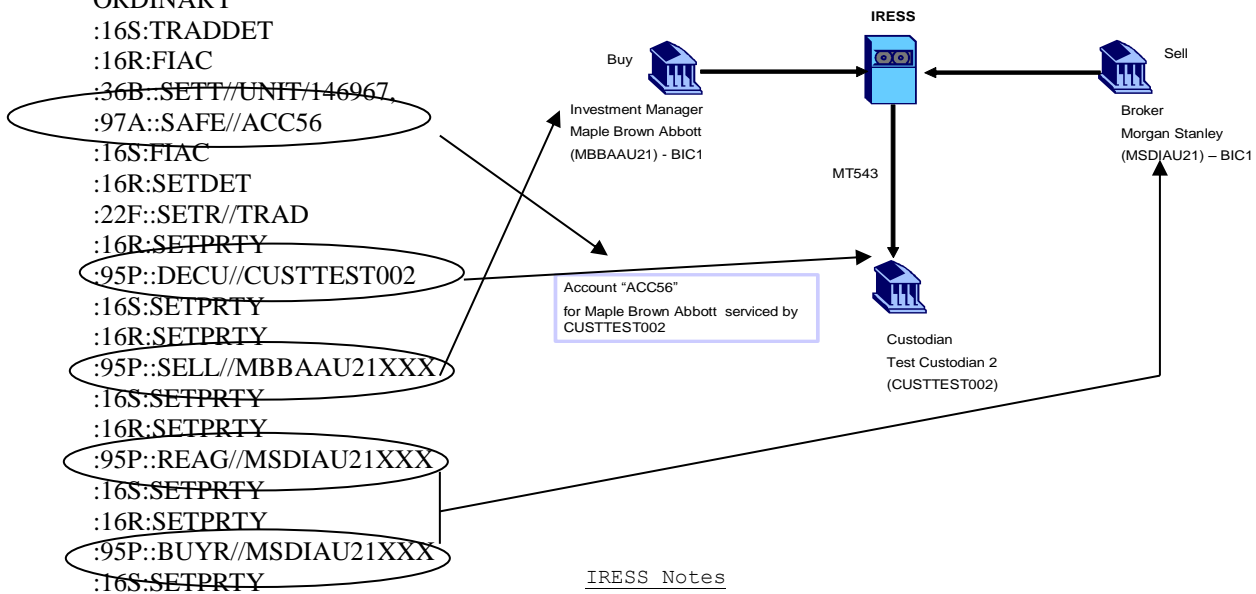 ORDINARY
:16S:TRADDET
:16R:FIAC
:36B::SETT//UNIT/146967,
:97A::SAFE//ACC56
:16S:FIAC
:16R:SETDET
:22F::SETR//TRAD
:16R:SETPRTY
:95P::DECU//CUSTTEST002
:16S:SETPRTY
:16R:SETPRTY
:95P::SELL//MBBAAU21XXX
:16S:SETPRTY
:16R:SETPRTY
:95P::REAG//MSDIAU21XXX
:16S:SETPRTY
:16R:SETPRTY
:95P::BUYR//MSDIAU21XXX
:16S:SETPRTY
IRESS
Buy
Sell
Investment Manager
Maple Brown Abbott
(MBBAAU21) - BIC1
Broker
Morgan Stanley
(MSDIAU21) – BIC1
MT543
Account “ACC56”
for Maple Brown Abbott serviced by
CUSTTEST002
Custodian
Test Custodian 2
(CUSTTEST002)
IRESS Notes